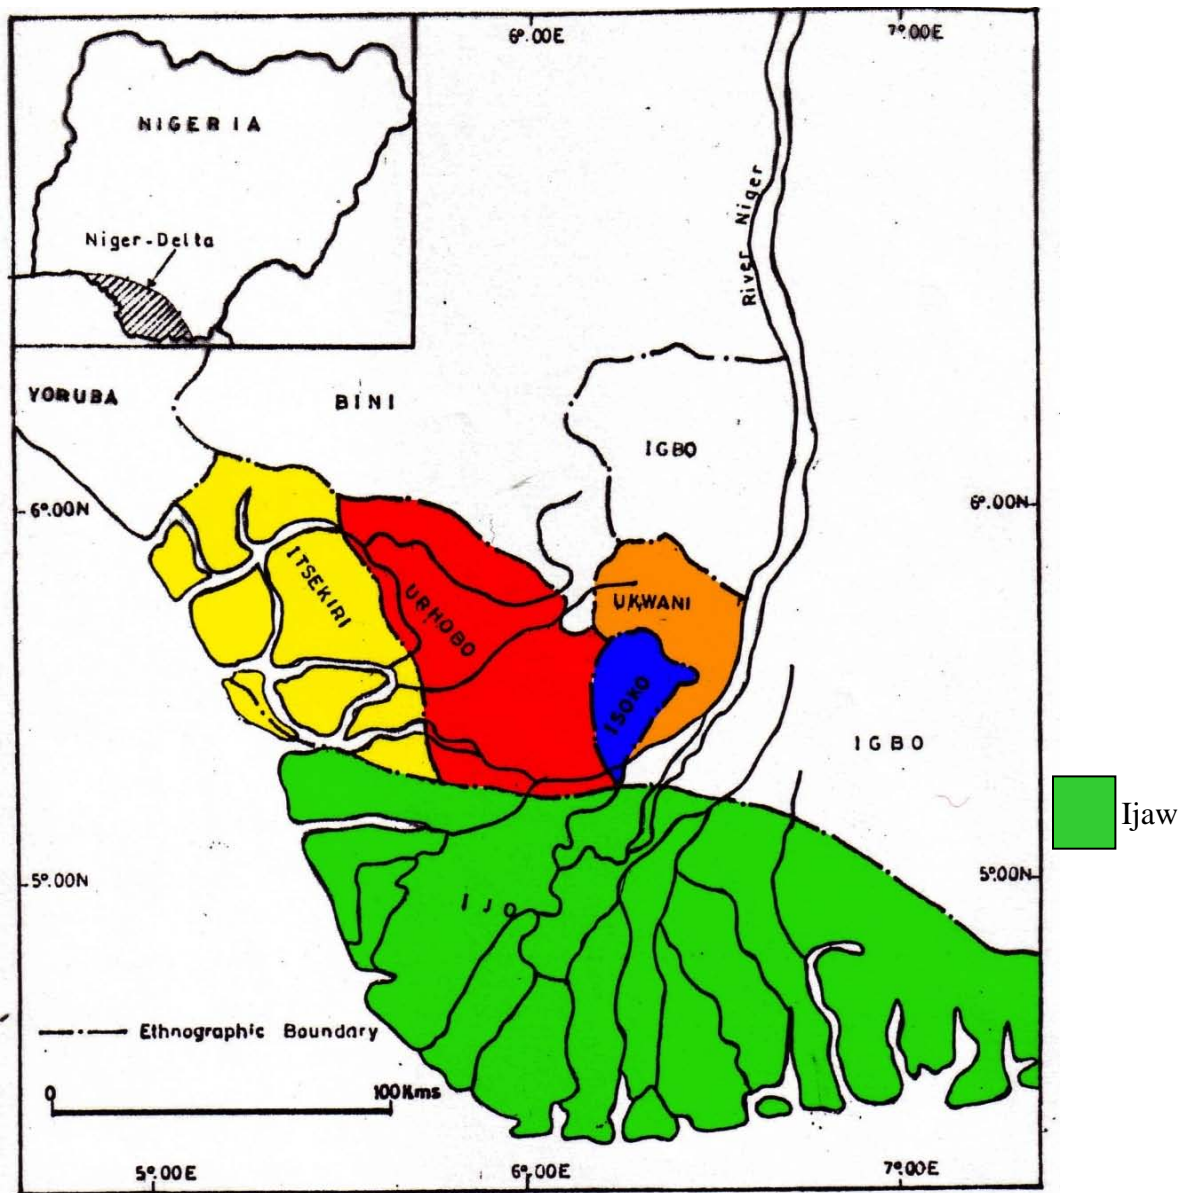 6°.00E
7°.00E
NIGERIA
Niger-Delta
River Niger
YORUBA
BINI
IGBO
6°.00N
6°.00N
ITSEKIRI
URHOBO
UKWANI
ISOKO
IGBO
Ijaw
5°.00N
5°.00N
IJO
Ethnographic Boundary
0
100Kms
5°.00E
6°.00E
7°.00E